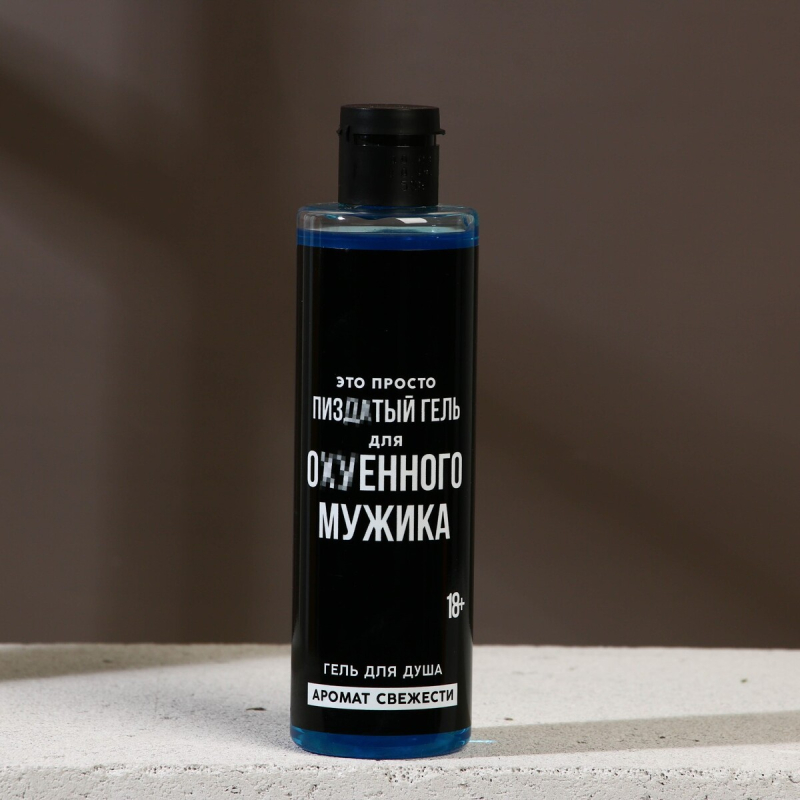 ЭТО ПРОСТО
ПИЗДАТЫЙ ГЕЛЬ
ДЛЯ
ОХУЕННОГО
МУЖИКА
18+
ГЕЛЬ ДЛЯ ДУША
АРОМАТ СВЕЖЕСТИ